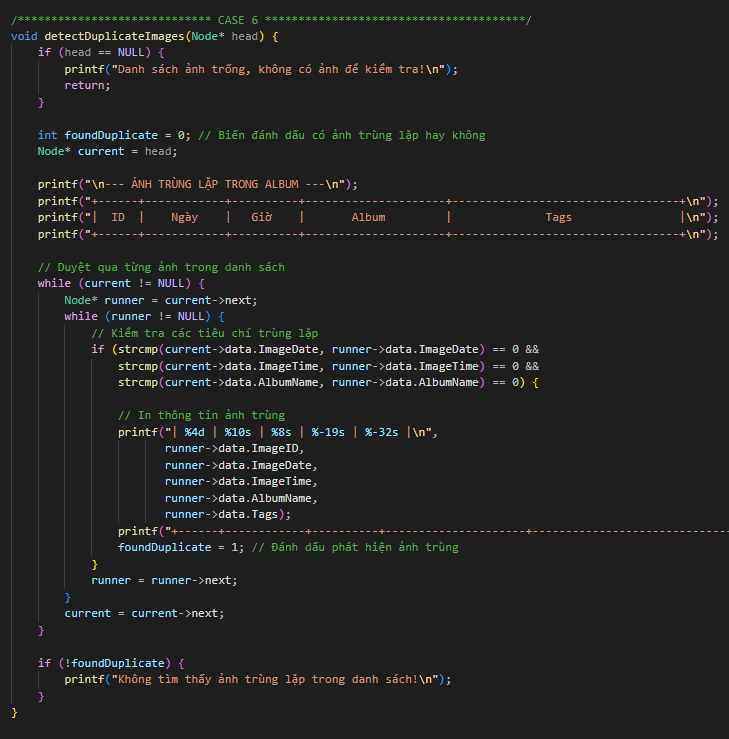 /***************************** CASE 6 ***************************************/
void detectDuplicateImages(Node* head) {
    if (head == NULL) {
        printf("Danh sách ảnh trống, không có ảnh để kiểm tra!\n");
        return;
    }
    int foundDuplicate = 0; // Biến đánh dấu có ảnh trùng lặp hay không
    Node* current = head;
    printf("\n--- ẢNH TRÙNG LẶP TRONG ALBUM ---\n");
    printf("+------+------------+----------+---------------------+----------------------------------+\n");
    printf("|  ID  |    Ngày    |   Giờ    |       Album         |              Tags                |\n");
    printf("+------+------------+----------+---------------------+----------------------------------+\n");
    // Duyệt qua từng ảnh trong danh sách
    while (current != NULL) {
        Node* runner = current->next;
        while (runner != NULL) {
            // Kiểm tra các tiêu chí trùng lặp
            if (strcmp(current->data.ImageDate, runner->data.ImageDate) == 0 &&
                strcmp(current->data.ImageTime, runner->data.ImageTime) == 0 &&
                strcmp(current->data.AlbumName, runner->data.AlbumName) == 0) {
                // In thông tin ảnh trùng
                printf("| %4d | %10s | %8s | %-19s | %-32s |\n",
                       runner->data.ImageID,
                       runner->data.ImageDate,
                       runner->data.ImageTime,
                       runner->data.AlbumName,
                       runner->data.Tags);
                printf("+------+------------+----------+---------------------+-----------------------------
                foundDuplicate = 1; // Đánh dấu phát hiện ảnh trùng
            }
            runner = runner->next;
        }
        current = current->next;
    }
    if (!foundDuplicate) {
        printf("Không tìm thấy ảnh trùng lặp trong danh sách!\n");
    }
}